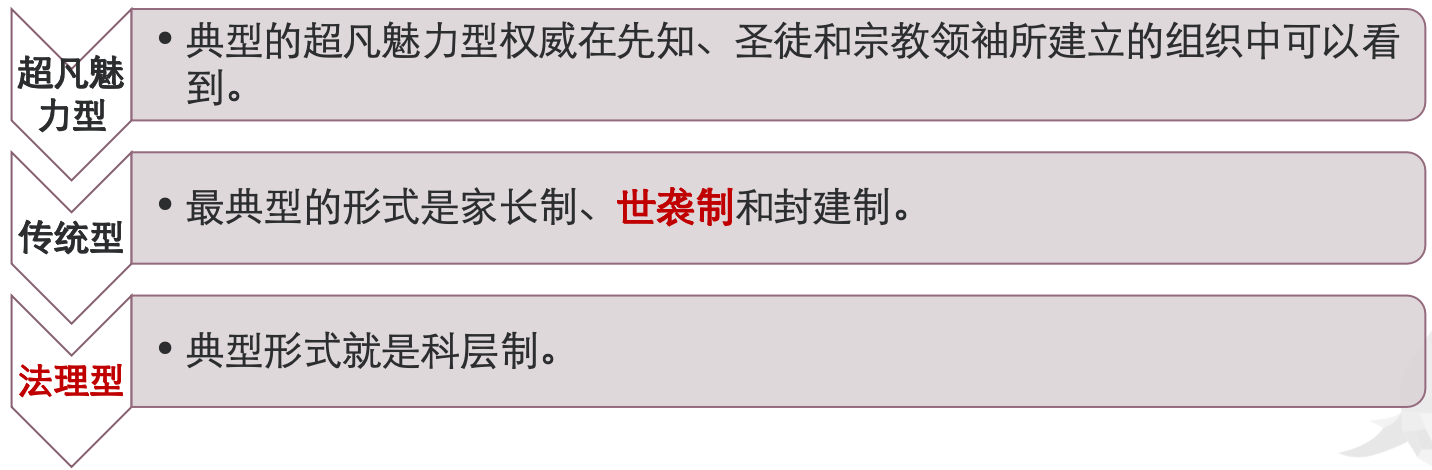 超凡魅
力型
• 典型的超凡魅力型权威在先知、圣徒和宗教领袖所建立的组织中可以看
到。
传统型
• 最典型的形式是家长制、世袭制和封建制。
法理型
• 典型形式就是科层制。